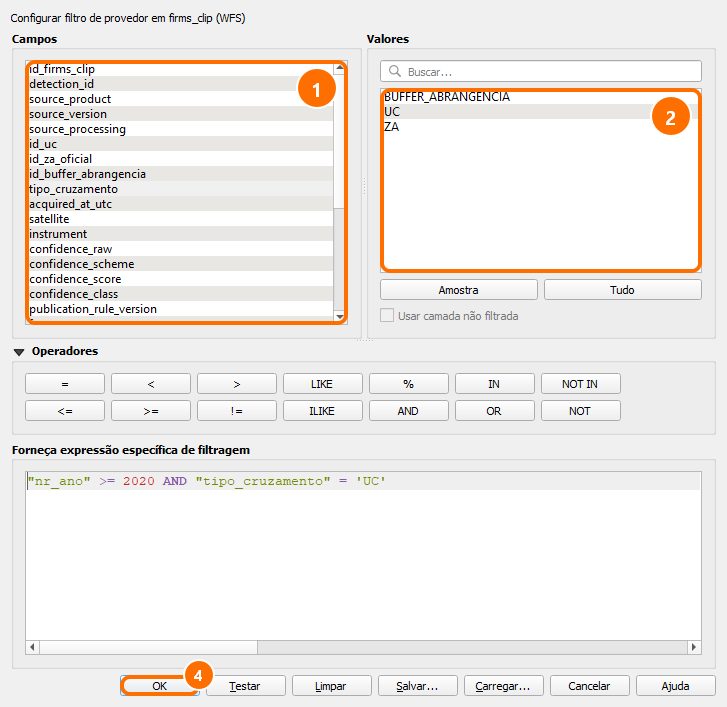 Configurar filtro de provedor em firms_clip (WFS)
Campos
Valores
id_firms_clip
detection_id
source_product
source_version
source_processing
id_uc
id_za_oficial
id_buffer_abrangencia
tipo_cruzamento
acquired_at_utc
satellite
instrument
confidence_raw
confidence_scheme
confidence_score
confidence_class
publication_rule_version
1
Buscar...
BUFFER_ABRANGENCIA
UC
ZA
2
Amostra
Tudo
Usar camada não filtrada
Operadores
= < > LIKE % IN NOT IN
<= >= != ILIKE AND OR NOT
Forneça expressão específica de filtragem
"nr_ano" >= 2020 AND "tipo_cruzamento" = 'UC'
4
OK Testar Limpar Salvar... Carregar... Cancelar Ajuda